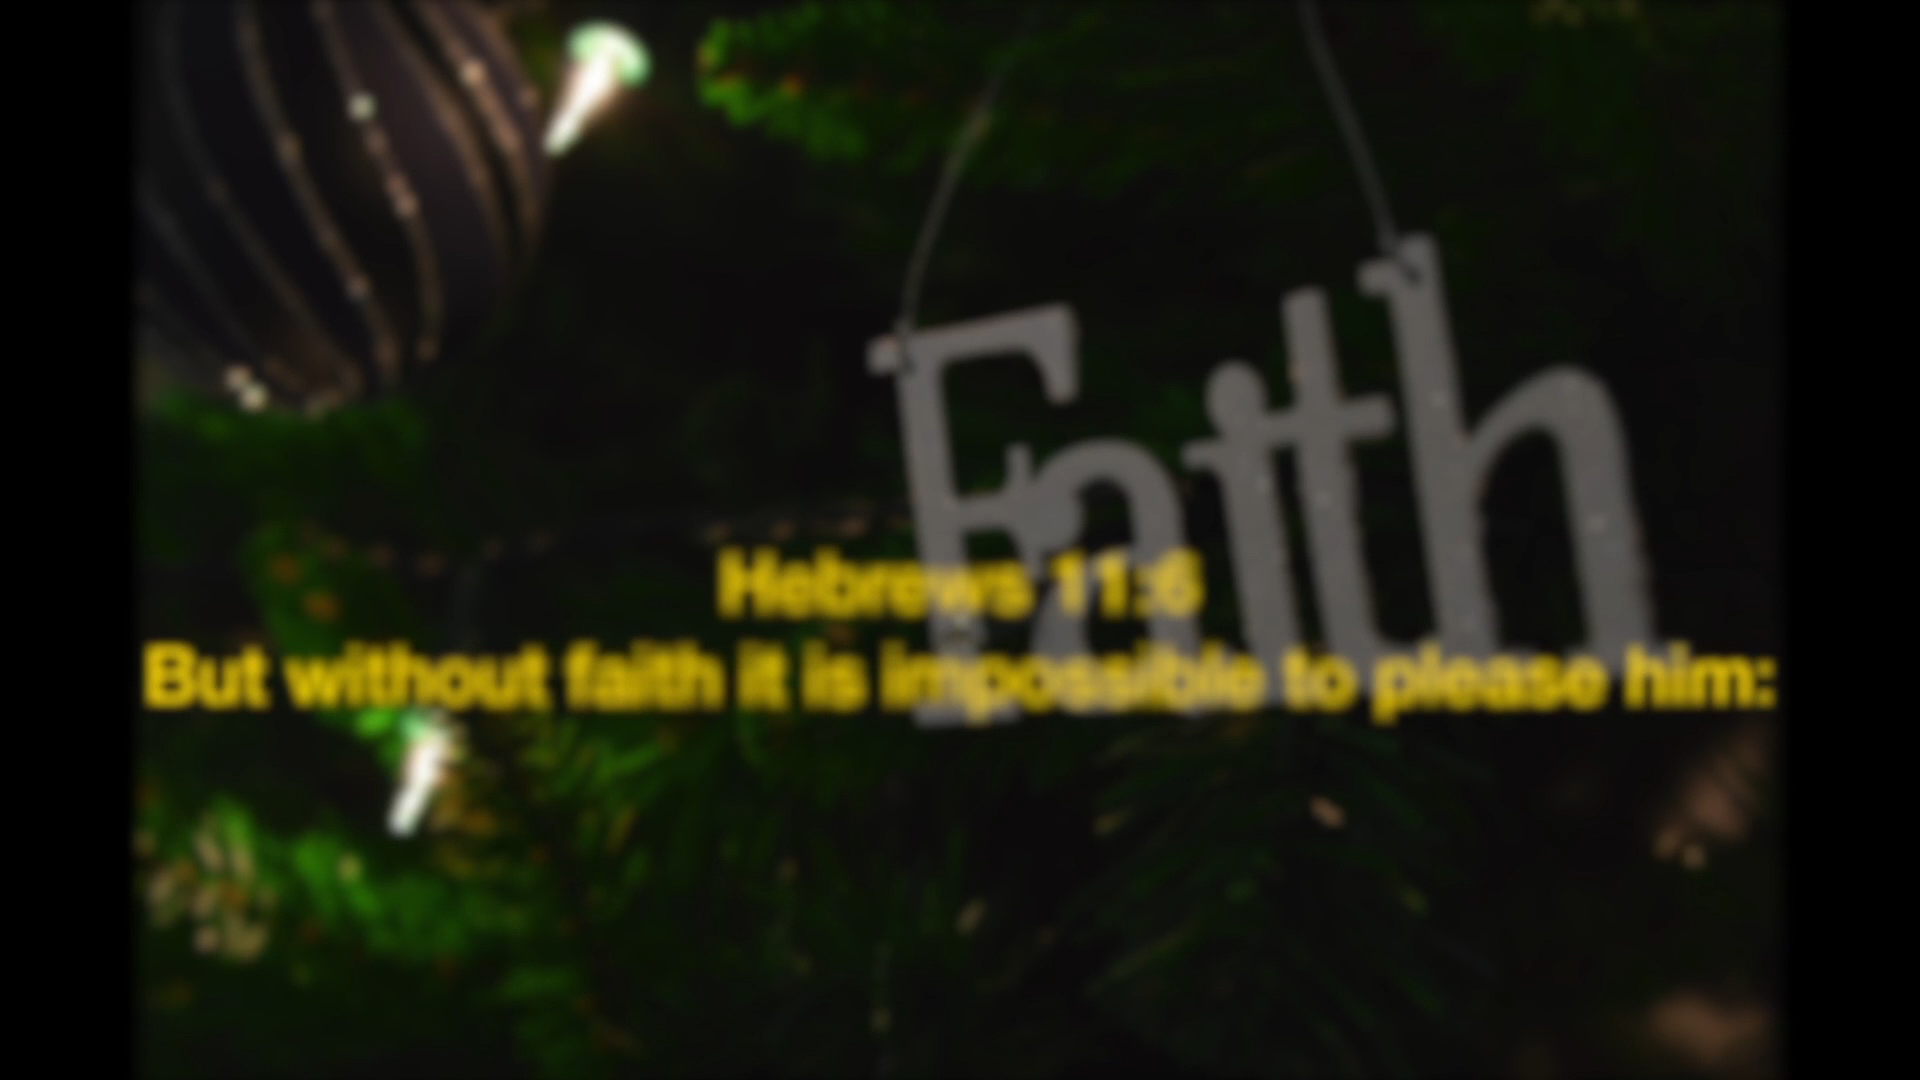 Faith
Hebrews 11:6
But without faith it is impossible to please him: